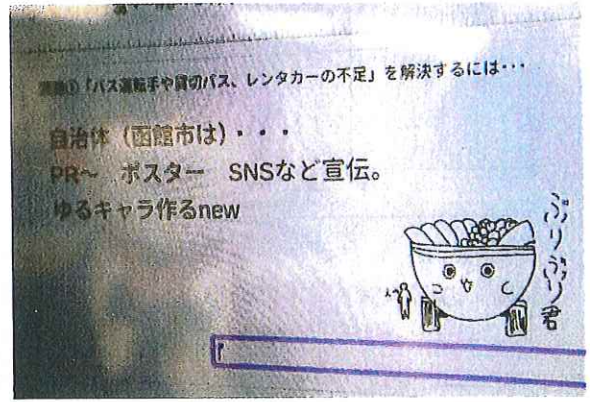 課題①「バス運転手や貸切バス、レンタカーの不足」を解決するには・・・
自治体（函館市は）・・・
PR～　ポスター　SNSなど宣伝。
ゆるキャラ作るnew
ぷりぷり君